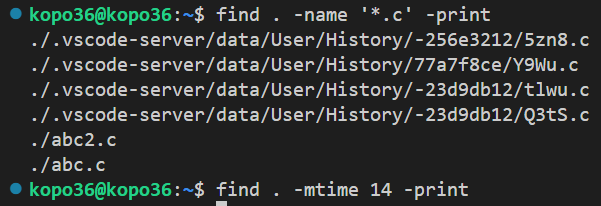 kopo36@kopo36:~$ find . -name '*.c' -print
./.vscode-server/data/User/History/-256e3212/5zn8.c
./.vscode-server/data/User/History/77a7f8ce/Y9Wu.c
./.vscode-server/data/User/History/-23d9db12/tlwu.c
./.vscode-server/data/User/History/-23d9db12/Q3tS.c
./abc2.c
./abc.c
kopo36@kopo36:~$ find . -mtime 14 -print